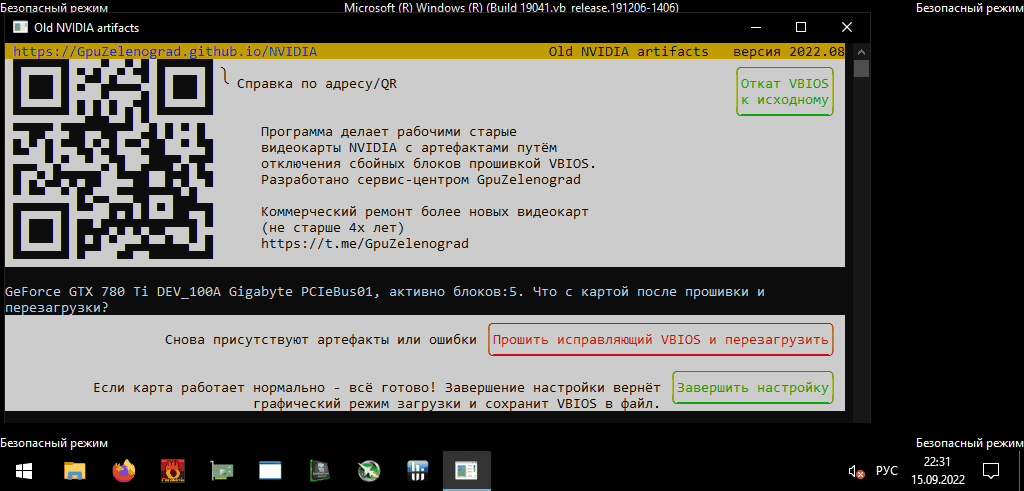 Безопасный режим
Microsoft (R) Windows (R) (Build 19041.vb_release.191206-1406)
Безопасный режим
Old NVIDIA artifacts
https://GpuZelenograd.github.io/NVIDIA
Old NVIDIA artifacts версия 2022.08
Справка по адресу/QR
Откат VBIOS
к исходному
Программа делает рабочими старые
видеокарты NVIDIA с артефактами путём
отключения сбойных блоков прошивкой VBIOS.
Разработано сервис-центром GpuZelenograd
Коммерческий ремонт более новых видеокарт
(не старше 4х лет)
https://t.me/GpuZelenograd
GeForce GTX 780 Ti DEV_100A Gigabyte PCIeBus01, активно блоков:5. Что с картой после прошивки и
перезагрузки?
Снова присутствуют артефакты или ошибки
Прошить исправляющий VBIOS и перезагрузить
Если карта работает нормально - всё готово! Завершение настройки вернёт
графический режим загрузки и сохранит VBIOS в файл.
Завершить настройку
Безопасный режим
Безопасный режим
РУС
22:31
15.09.2022